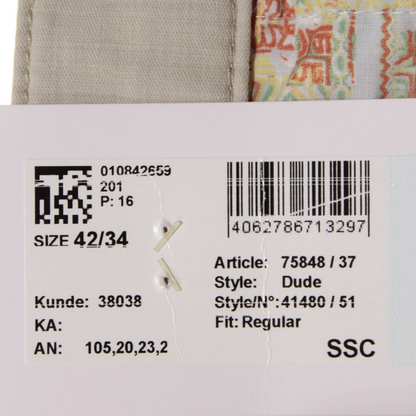 010842659
201
P: 16
SIZE 42/34
4062786713297
Article: 75848 / 37
Style: Dude
Style/N°: 41480 / 51
Fit: Regular
Kunde: 38038
KA:
AN: 105,20,23,2
SSC